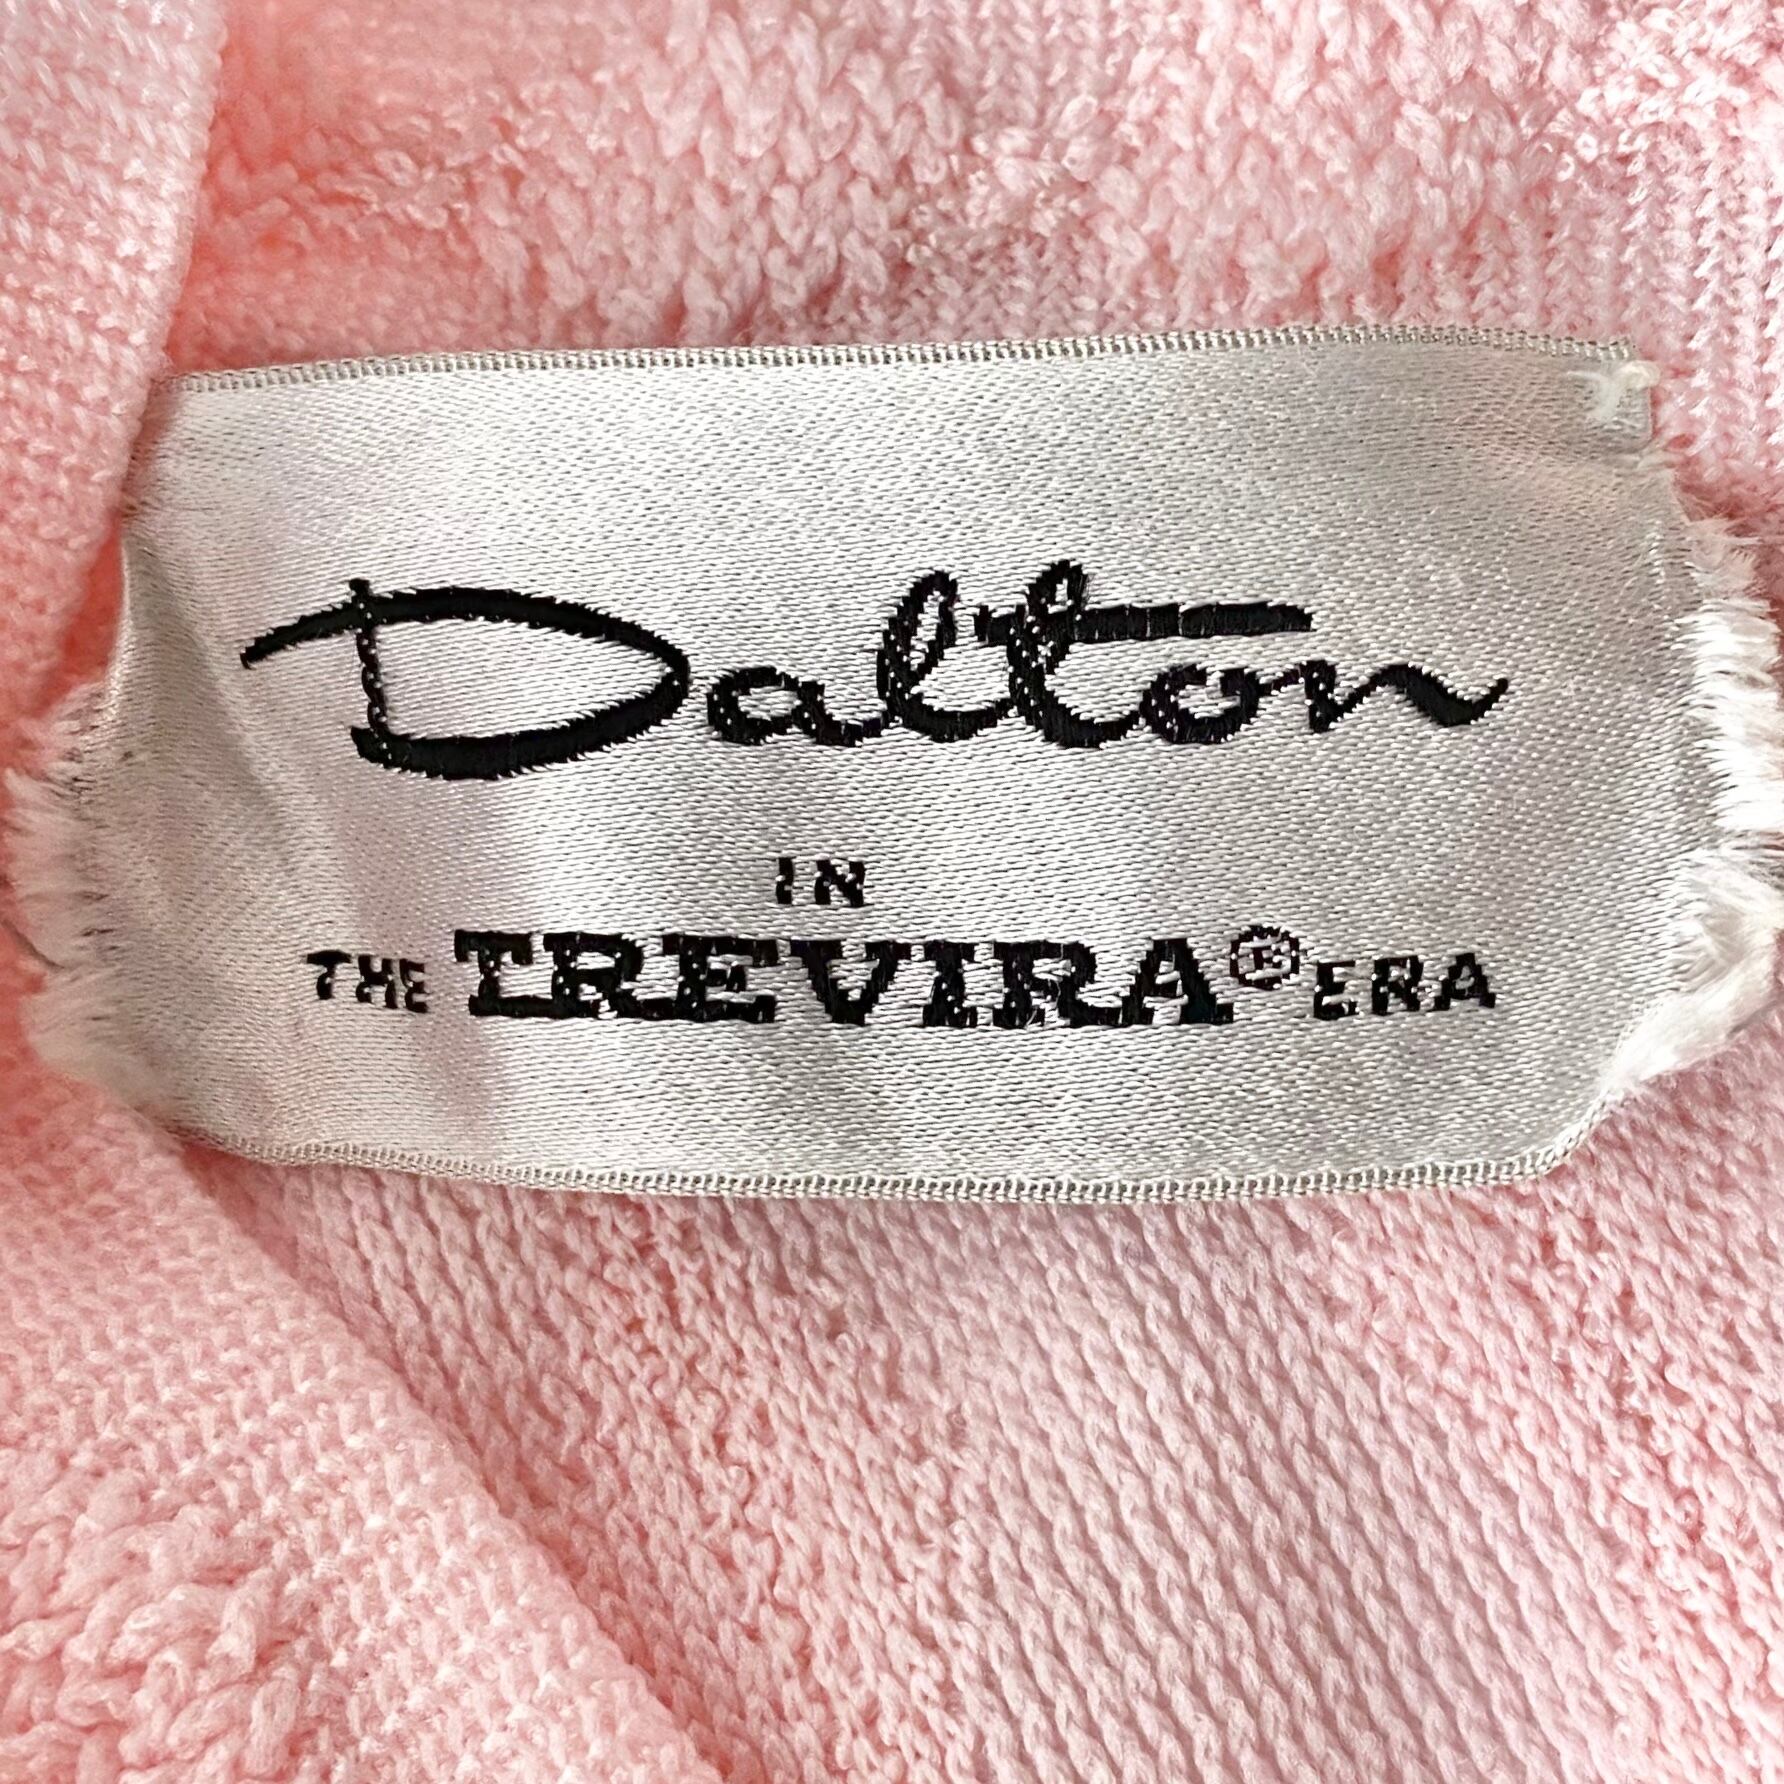 Dalton
IN
THE TREVIRA® ERA